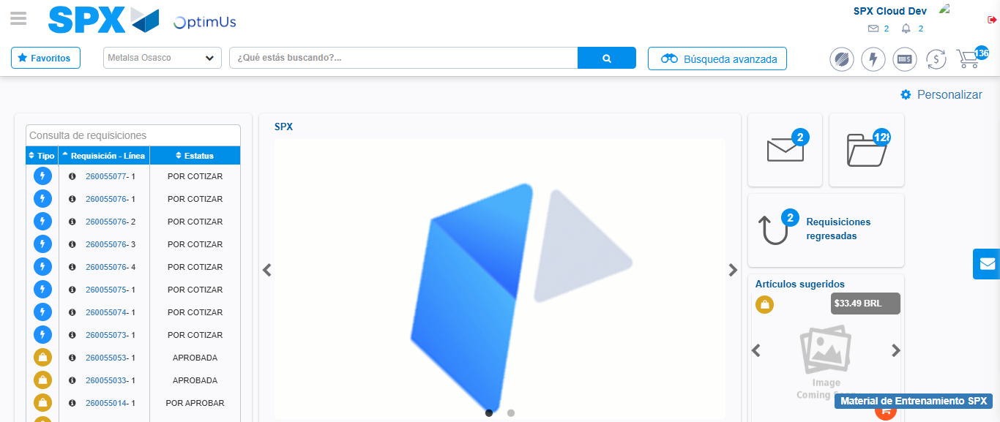 SPX
OptimUs
SPX Cloud Dev
2
2
Favoritos
Metalsa Osasco
¿Qué estás buscando?...
Búsqueda avanzada
136
Personalizar
Consulta de requisiciones
Tipo Requisición - Línea Estatus
260055077- 1 POR COTIZAR
260055076- 1 POR COTIZAR
260055076- 2 POR COTIZAR
260055076- 3 POR COTIZAR
260055076- 4 POR COTIZAR
260055075- 1 POR COTIZAR
260055074- 1 POR COTIZAR
260055073- 1 POR COTIZAR
260055053- 1 APROBADA
260055033- 1 APROBADA
260055014- 1 POR APROBAR
SPX
2
2
Requisiciones
regresadas
Artículos sugeridos
$33.49 BRL
Image
Coming
Material de Entrenamiento SPX